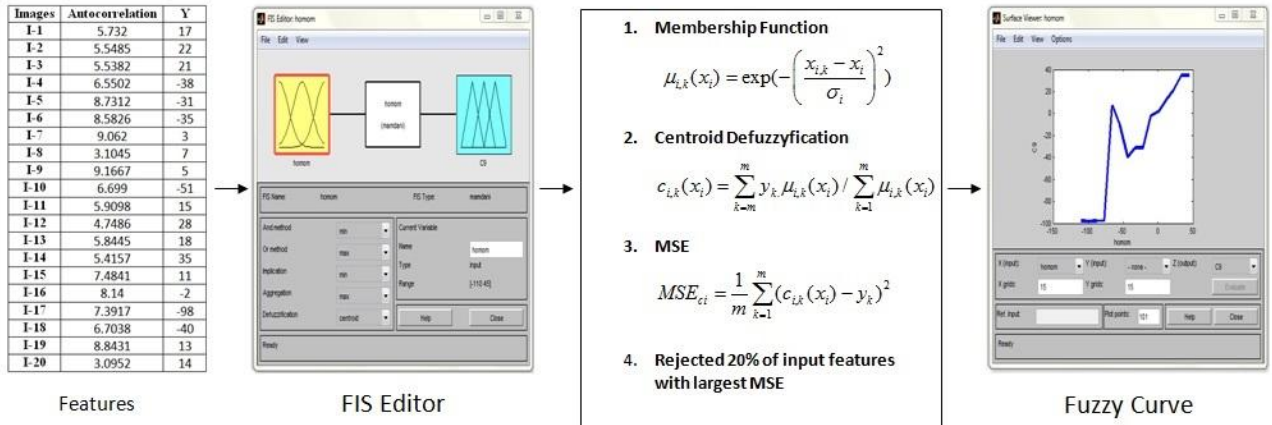 Images Autocorrelation Y
I-1 5.732 17
I-2 5.5485 22
I-3 5.5382 21
I-4 6.5502 -38
I-5 8.7312 -31
I-6 8.5826 -35
I-7 9.062 3
I-8 3.1045 7
I-9 9.1667 5
I-10 6.699 -51
I-11 5.9098 15
I-12 4.7486 28
I-13 5.8445 18
I-14 5.4157 35
I-15 7.4841 11
I-16 8.14 -2
I-17 7.3917 -98
I-18 6.7038 -40
I-19 8.8431 13
I-20 3.0952 14
Features
FIS Editor: homom
File Edit View
homom
(mamdani)
homom
C9
FIS Name: homom FIS Type: mamdani
And method min
Or method max
Implication min
Aggregation max
Defuzzification centroid
Current Variable
Name homom
Type input
Range [-110 45]
Help Close
Ready
FIS Editor
1. Membership Function
μi,k(xi) = exp(−((xi,k − xi) / σi)²)
2. Centroid Defuzzyfication
ci,k(xi) = ∑k=m^m yk.μi,k(xi) / ∑k=1^m μi,k(xi)
3. MSE
MSEci = 1/m ∑k=1^m (ci,k(xi) − yk)²
4. Rejected 20% of input features
with largest MSE
Surface Viewer: homom
File Edit View Options
40
20
0
-20
-40
-60
-80
-100
C9
-150 -100 -50 0 50
homom
X (input): homom Y (input): - none - Z (output): C9
X grids: 15 Y grids: 15 Evaluate
Ref. Input: Plot points: 101 Help Close
Ready
Fuzzy Curve